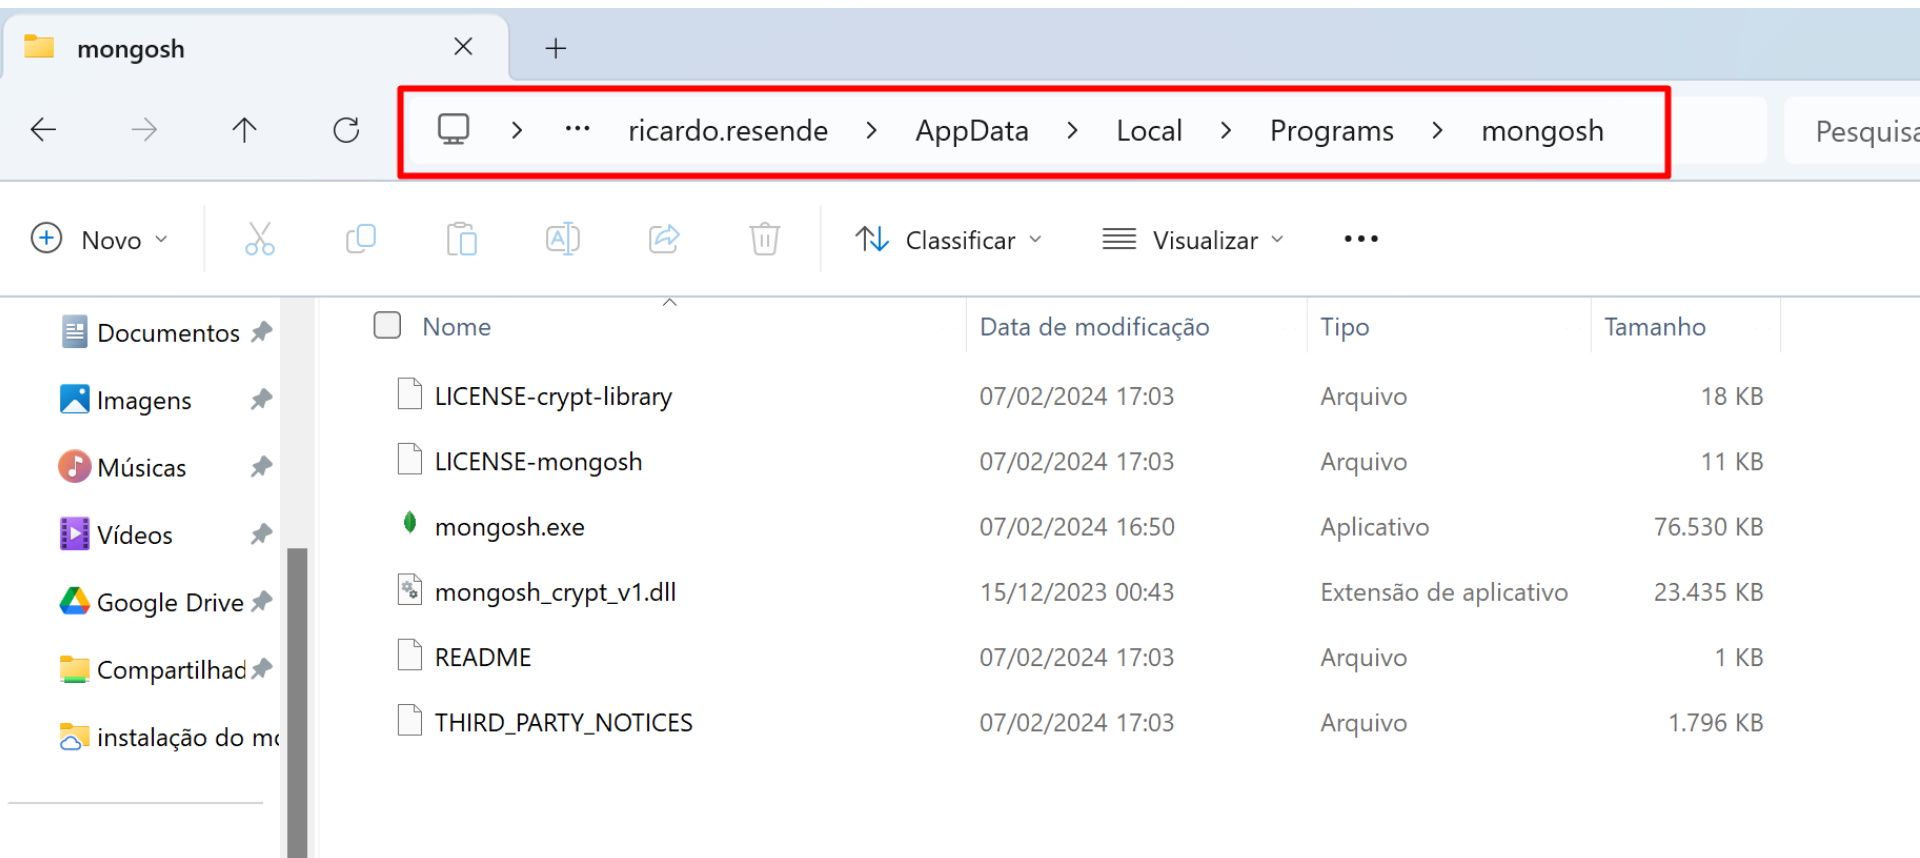 mongosh
ricardo.resende > AppData > Local > Programs > mongosh
Pesquisa
Novo
Classificar
Visualizar
Nome
Data de modificação
Tipo
Tamanho
Documentos
Imagens
Músicas
Vídeos
Google Drive
Compartilhad
instalação do mo
LICENSE-crypt-library 07/02/2024 17:03 Arquivo 18 KB
LICENSE-mongosh 07/02/2024 17:03 Arquivo 11 KB
mongosh.exe 07/02/2024 16:50 Aplicativo 76.530 KB
mongosh_crypt_v1.dll 15/12/2023 00:43 Extensão de aplicativo 23.435 KB
README 07/02/2024 17:03 Arquivo 1 KB
THIRD_PARTY_NOTICES 07/02/2024 17:03 Arquivo 1.796 KB